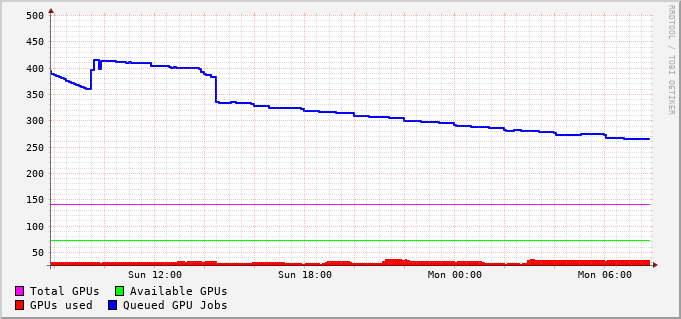 500
450
400
350
300
250
200
150
100
50
Sun 12:00 Sun 18:00 Mon 00:00 Mon 06:00
Total GPUs Available GPUs
GPUs used Queued GPU Jobs
RRDTOOL / TOBI OETIKER